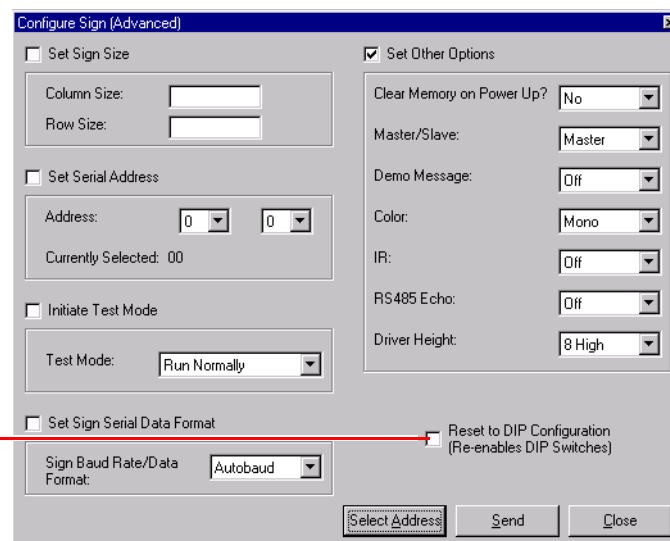 Configure Sign (Advanced)
Set Sign Size
Column Size:
Row Size:
Set Serial Address
Address: 0 0
Currently Selected: 00
Initiate Test Mode
Test Mode: Run Normally
Set Sign Serial Data Format
Sign Baud Rate/Data
Format: Autobaud
Set Other Options
Clear Memory on Power Up? No
Master/Slave: Master
Demo Message: Off
Color: Mono
IR: Off
RS485 Echo: Off
Driver Height: 8 High
Reset to DIP Configuration
(Re-enables DIP Switches)
Select Address Send Close